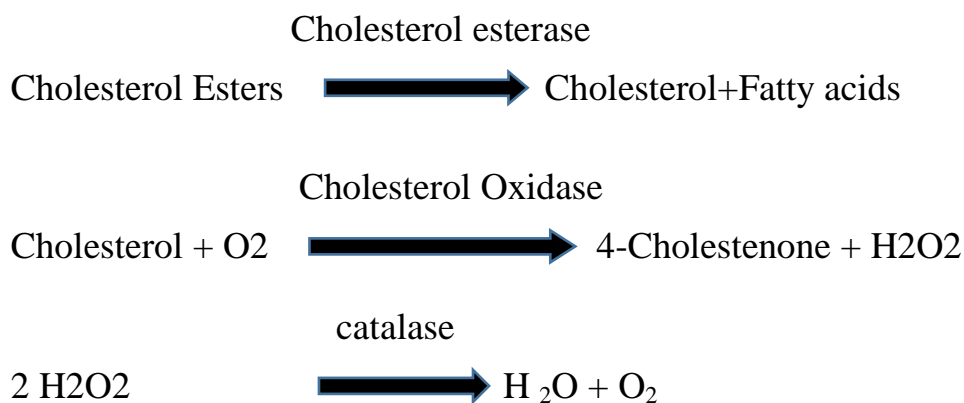 Cholesterol esterase
Cholesterol Esters Cholesterol+Fatty acids
Cholesterol Oxidase
Cholesterol + O2 4-Cholestenone + H2O2
catalase
2 H2O2 H ₂O + O₂